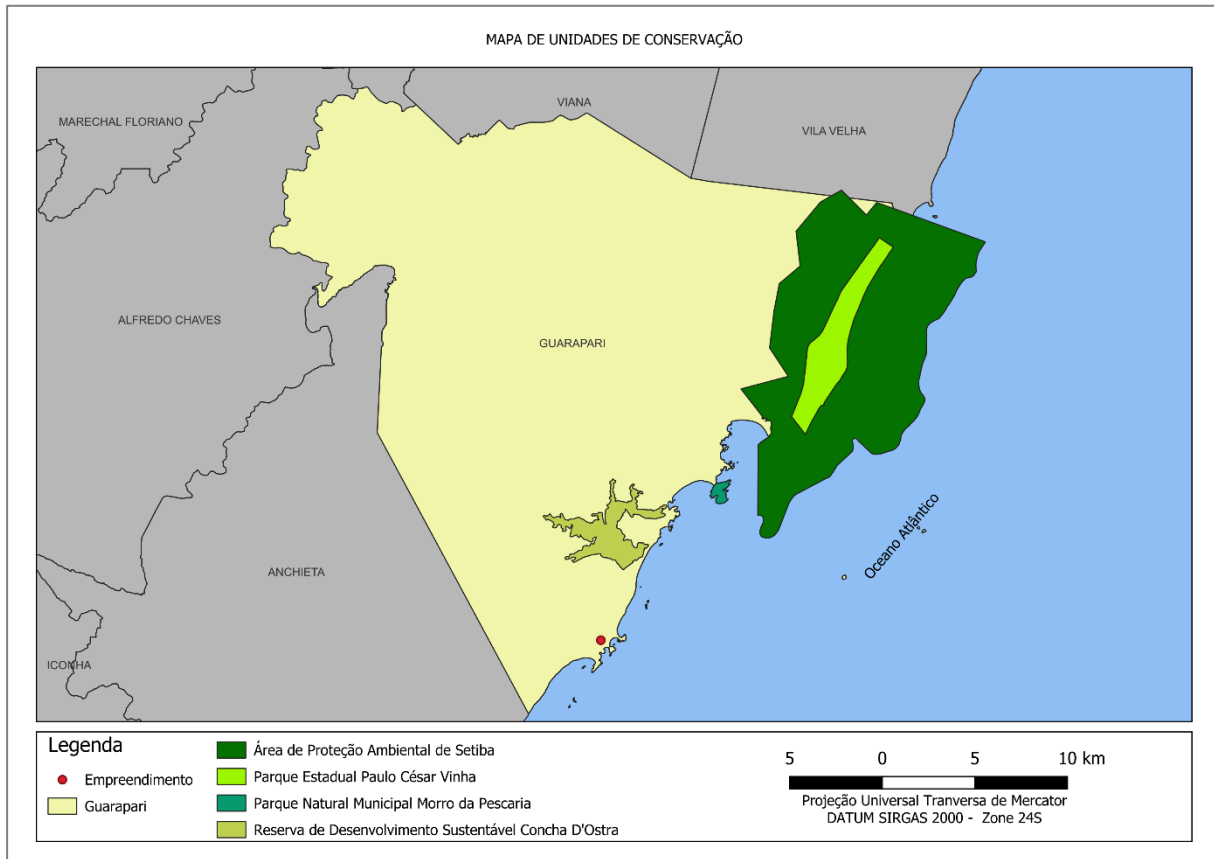 MAPA DE UNIDADES DE CONSERVAÇÃO
VIANA
MARECHAL FLORIANO
VILA VELHA
ALFREDO CHAVES
GUARAPARI
Oceano Atlântico
ANCHIETA
ICONHA
Legenda
Empreendimento
Guarapari
Área de Proteção Ambiental de Setiba
Parque Estadual Paulo César Vinha
Parque Natural Municipal Morro da Pescaria
Reserva de Desenvolvimento Sustentável Concha D'Ostra
5 0 5 10 km
Projeção Universal Tranversa de Mercator
DATUM SIRGAS 2000 - Zone 24S